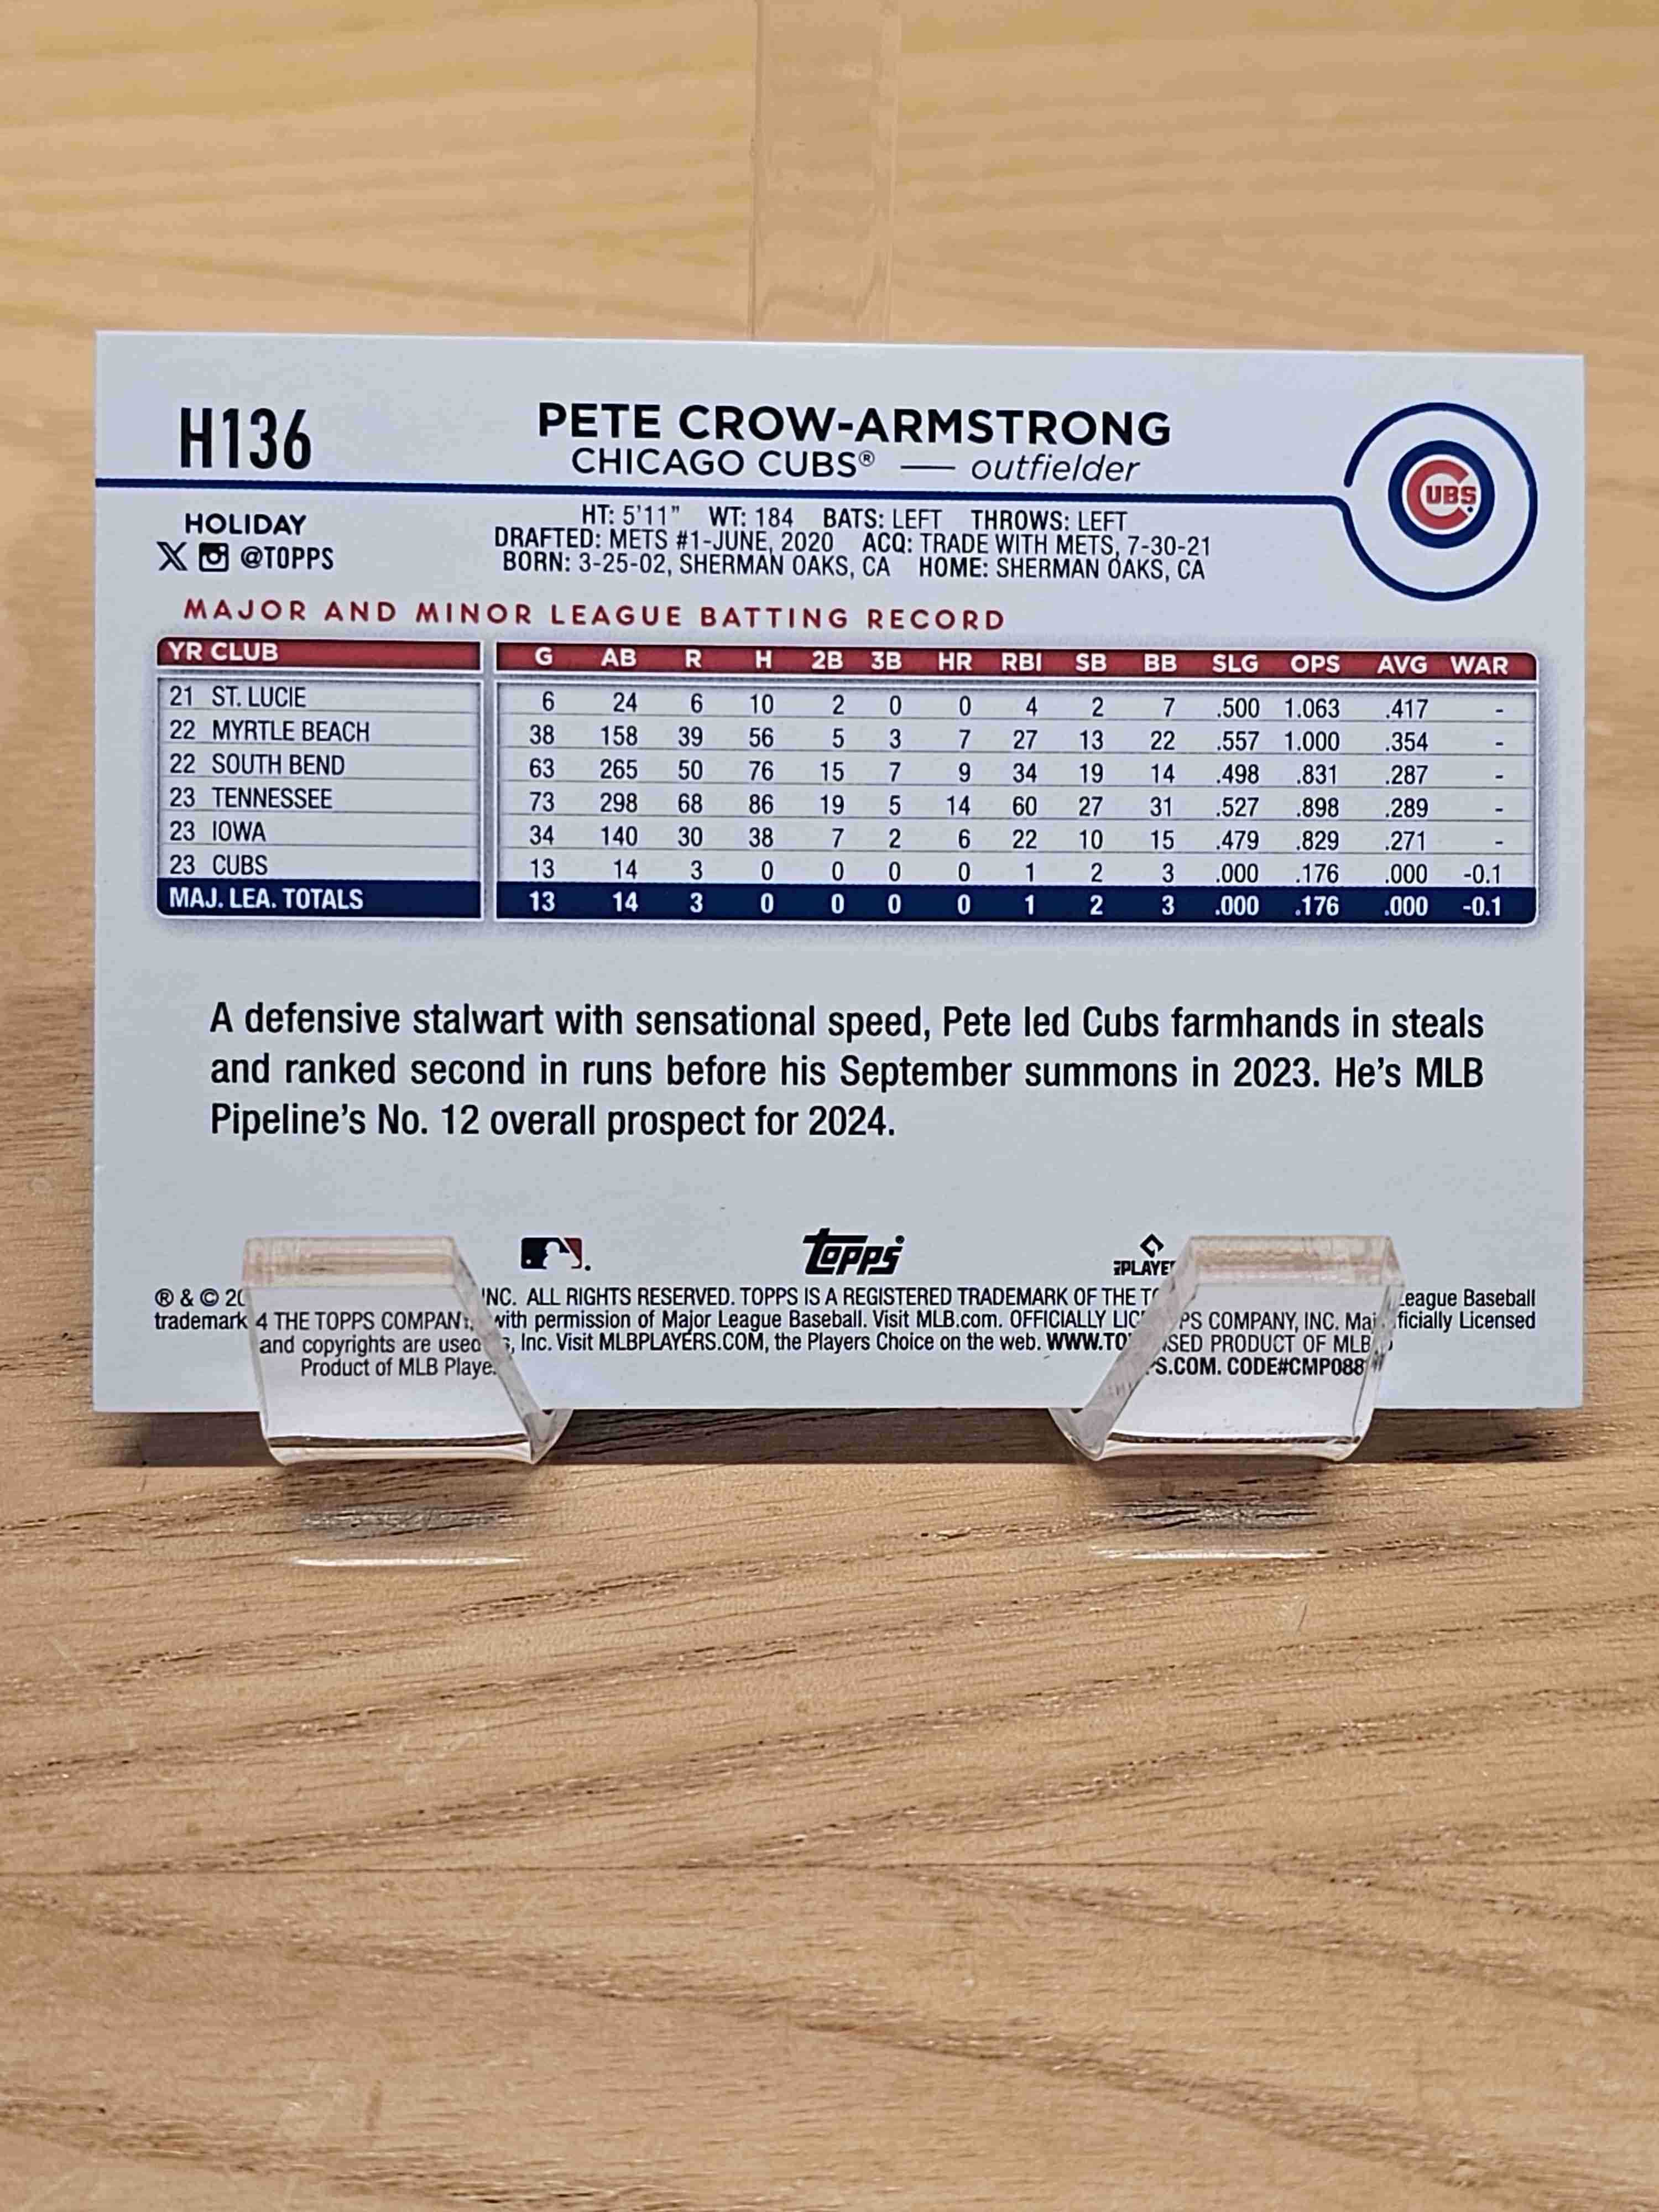 H136
PETE CROW-ARMSTRONG
CHICAGO CUBS® — outfielder
UBS
HOLIDAY
@TOPPS
HT: 5'11" WT: 184 BATS: LEFT THROWS: LEFT
DRAFTED: METS #1-JUNE, 2020 ACQ: TRADE WITH METS, 7-30-21
BORN: 3-25-02, SHERMAN OAKS, CA HOME: SHERMAN OAKS, CA
MAJOR AND MINOR LEAGUE BATTING RECORD
YR CLUB G AB R H 2B 3B HR RBI SB BB SLG OPS AVG WAR
21 ST. LUCIE 6 24 6 10 2 0 0 4 2 7 .500 1.063 .417 -
22 MYRTLE BEACH 38 158 39 56 5 3 7 27 13 22 .557 1.000 .354 -
22 SOUTH BEND 63 265 50 76 15 7 9 34 19 14 .498 .831 .287 -
23 TENNESSEE 73 298 68 86 19 5 14 60 27 31 .527 .898 .289 -
23 IOWA 34 140 30 38 7 2 6 22 10 15 .479 .829 .271 -
23 CUBS 13 14 3 0 0 0 0 1 2 3 .000 .176 .000 -0.1
MAJ. LEA. TOTALS 13 14 3 0 0 0 0 1 2 3 .000 .176 .000 -0.1
A defensive stalwart with sensational speed, Pete led Cubs farmhands in steals
and ranked second in runs before his September summons in 2023. He's MLB
Pipeline's No. 12 overall prospect for 2024.
topps
® & © 4 THE TOPPS INC. ALL RIGHTS RESERVED. TOPPS IS A REGISTERED TRADEMARK OF THE PS COMPANY, INC. League Baseball
trademark and copyrights are used with permission of Major League Baseball. Visit MLB.com. OFFICIALLY SED PRODUCT OF MLB ficially Licensed
Product of MLB Inc. Visit MLBPLAYERS.COM, the Players Choice on the web. WWW.TO S.COM. CODE#CMP088